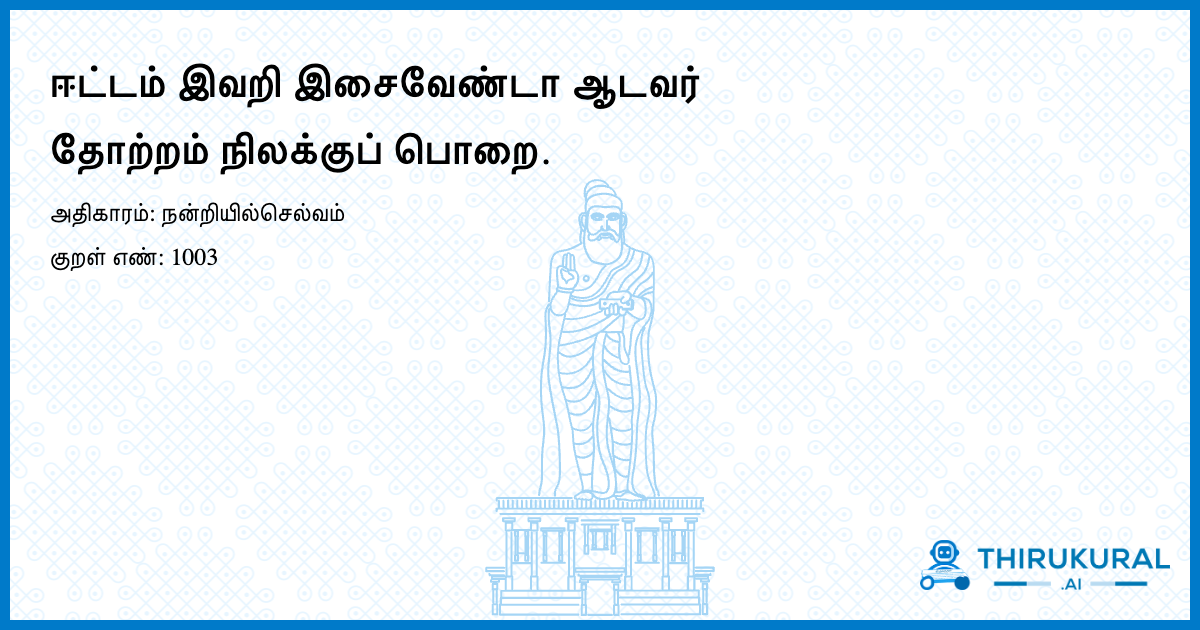 ஈட்டம் இவறி இசைவேண்டா ஆடவர்
தோற்றம் நிலக்குப் பொறை.
அதிகாரம்: நன்றியில்செல்வம்
குறள் எண்: 1003
THIRUKURAL
.AI